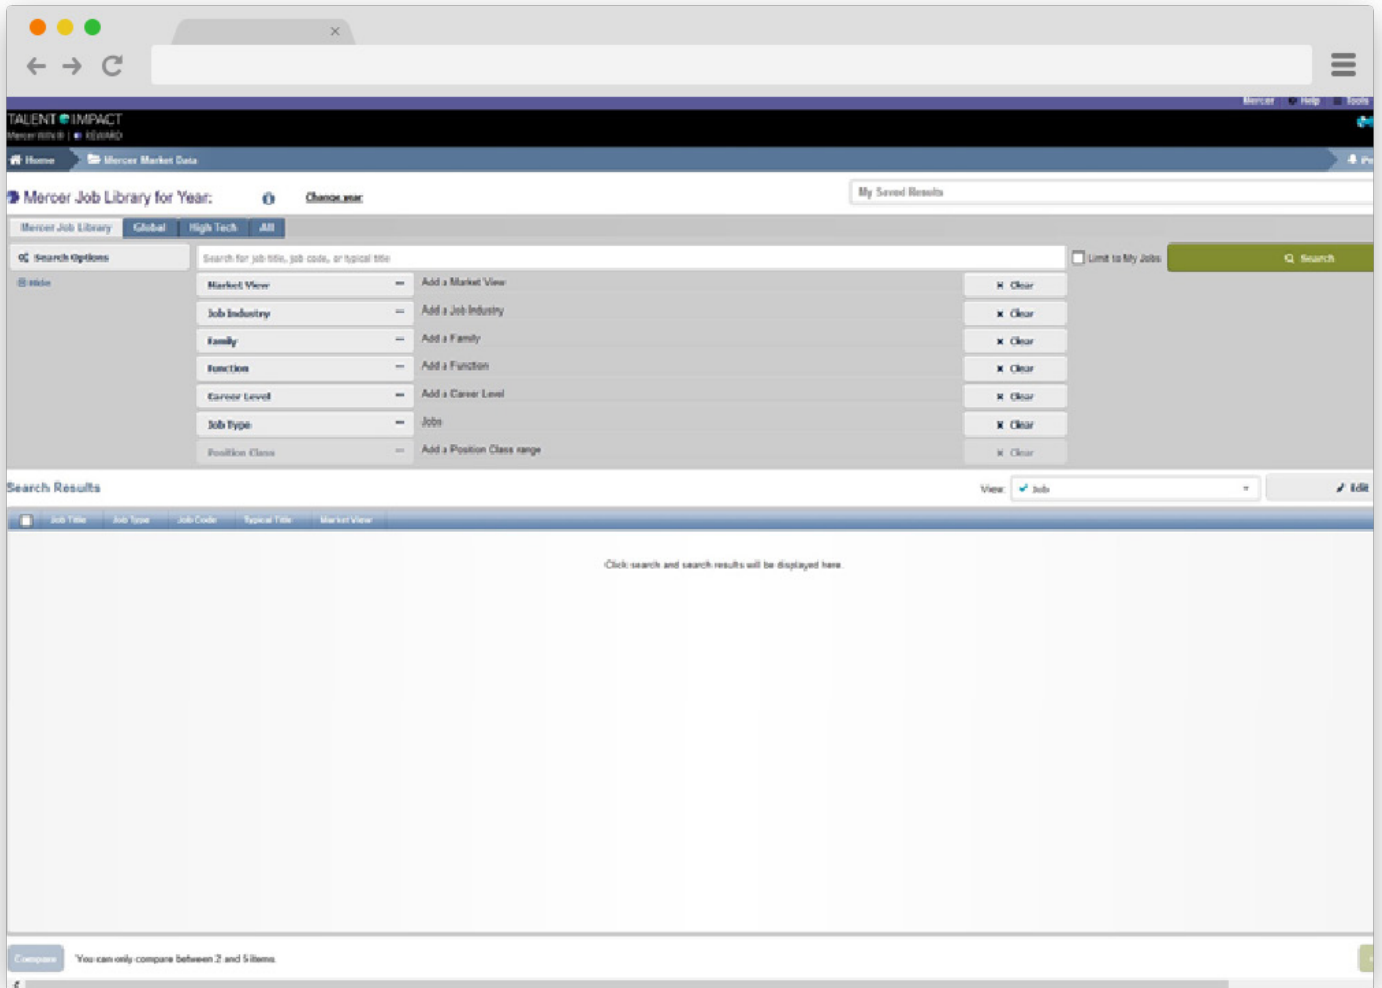 Mercer Help Tools
TALENT IMPACT
Mercer WIN® | REWARD
Home Mercer Market Data
Mercer Job Library for Year: Change year
My Saved Results
Mercer Job Library Global High Tech All
Search Options Search for job title, job code, or typical title Limit to My Jobs Search
Hide
Market View Add a Market View Clear
Job Industry Add a Job Industry Clear
Family Add a Family Clear
Function Add a Function Clear
Career Level Add a Career Level Clear
Job Type Jobs Clear
Position Class Add a Position Class range Clear
Search Results View: Job Edit
Job Title Job Type Job Code Typical Title Market View
Click search and search results will be displayed here.
Compare You can only compare between 2 and 5 items.